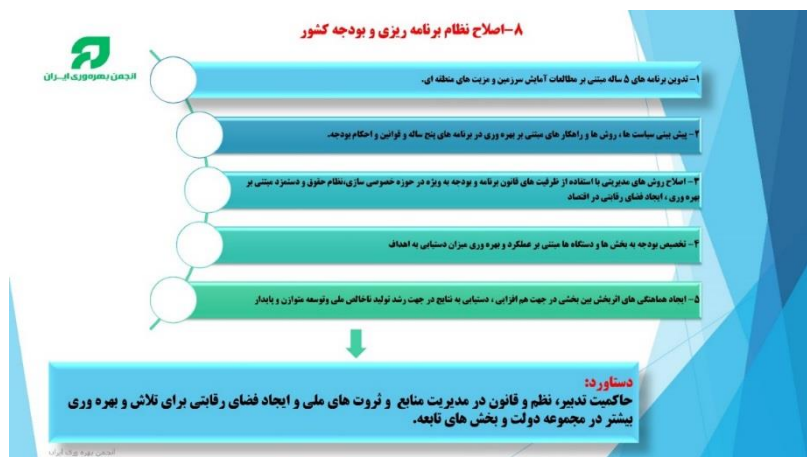 ۸-اصلاح نظام برنامه ریزی و بودجه کشور
انجمن بهره‌وری ایـران
۱- تدوین برنامه های ۵ ساله مبتنی بر مطالعات آمایش سرزمین و مزیت های منطقه ای.
۲- پیش بینی سیاست ها ، روش ها و راهکار های مبتنی بر بهره وری در برنامه های پنج ساله و قوانین و احکام بودجه.
۳- اصلاح روش های مدیریتی با استفاده از ظرفیت های قانون برنامه و بودجه به ویژه در حوزه خصوصی سازی،نظام حقوق و دستمزد مبتنی بر
بهره وری ، ایجاد فضای رقابتی در اقتصاد
۴- تخصیص بودجه به بخش ها و دستگاه ها مبتنی بر عملکرد و بهره وری میزان دستیابی به اهداف
۵- ایجاد هماهنگی های اثربخش بین بخشی در جهت هم افزایی ، دستیابی به نتایج در جهت رشد تولید ناخالص ملی وتوسعه متوازن و پایدار
دستاورد:
حاکمیت تدبیر، نظم و قانون در مدیریت منابع و ثروت های ملی و ایجاد فضای رقابتی برای تلاش و بهره وری
بیشتر در مجموعه دولت و بخش های تابعه.
انجمن بهره وری ایران